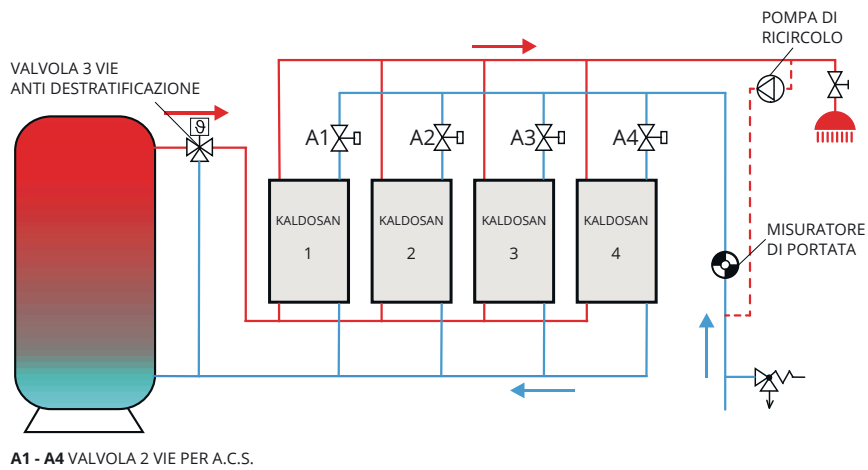 POMPA DI
RICIRCOLO
VALVOLA 3 VIE
ANTI DESTRATIFICAZIONE
ϑ
A1
A2
A3
A4
KALDOSAN
1
KALDOSAN
2
KALDOSAN
3
KALDOSAN
4
MISURATORE
DI PORTATA
A1 - A4 VALVOLA 2 VIE PER A.C.S.